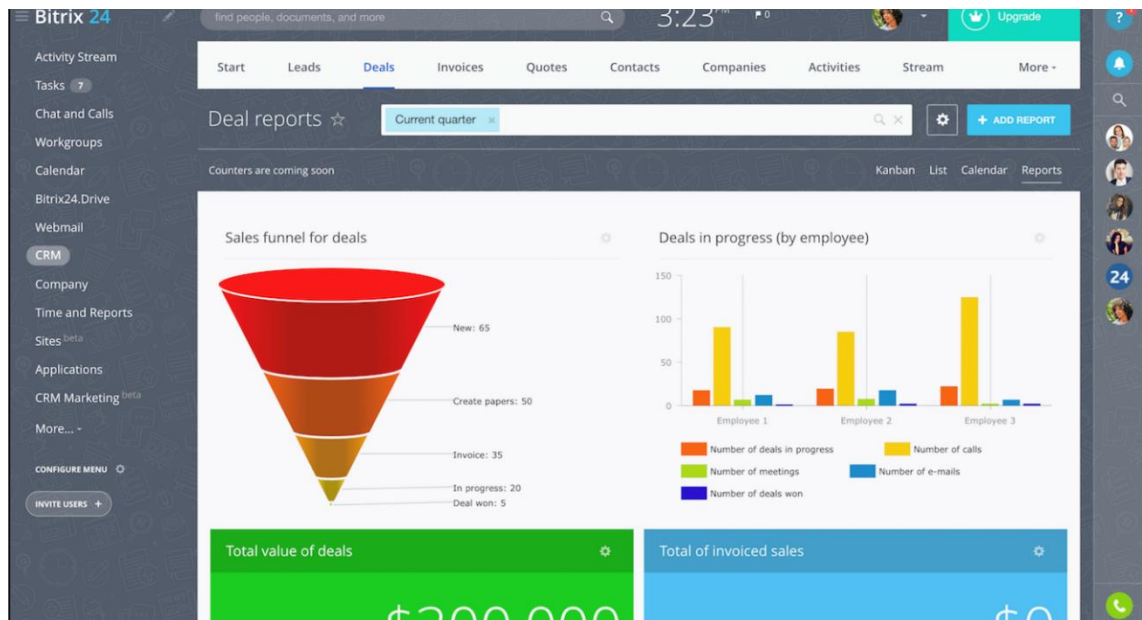 Bitrix 24
find people, documents, and more
3:23 PM
0
Upgrade
?
Activity Stream
Tasks 7
Chat and Calls
Workgroups
Calendar
Bitrix24.Drive
Webmail
CRM
Company
Time and Reports
Sites beta
Applications
CRM Marketing beta
More...
CONFIGURE MENU
INVITE USERS +
Start Leads Deals Invoices Quotes Contacts Companies Activities Stream More
Deal reports
Current quarter ×
+ ADD REPORT
Counters are coming soon
Kanban List Calendar Reports
Sales funnel for deals
New: 65
Create papers: 50
Invoice: 35
In progress: 20
Deal won: 5
Deals in progress (by employee)
150
100
50
0
Employee 1 Employee 2 Employee 3
Number of deals in progress Number of calls
Number of meetings Number of e-mails
Number of deals won
Total value of deals
$300,000
Total of invoiced sales
$0
24